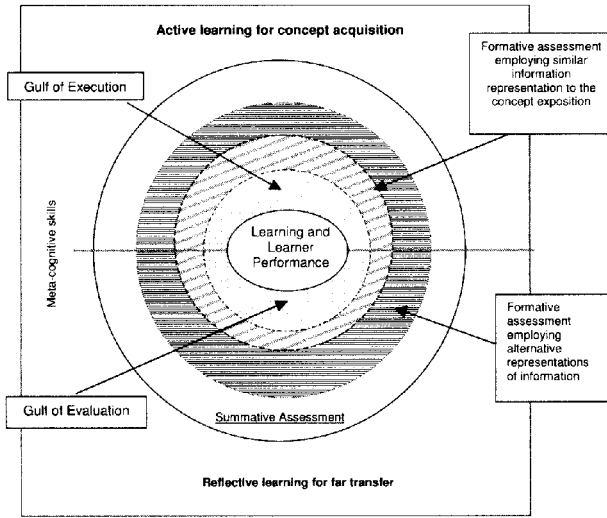 Active learning for concept acquisition
Formative assessment
employing similar
information
representation to the
concept exposition
Gulf of Execution
Meta-cognitive skills
Learning and
Learner
Performance
Formative
assessment
employing
alternative
representations
of information
Gulf of Evaluation
Summative Assessment
Reflective learning for far transfer